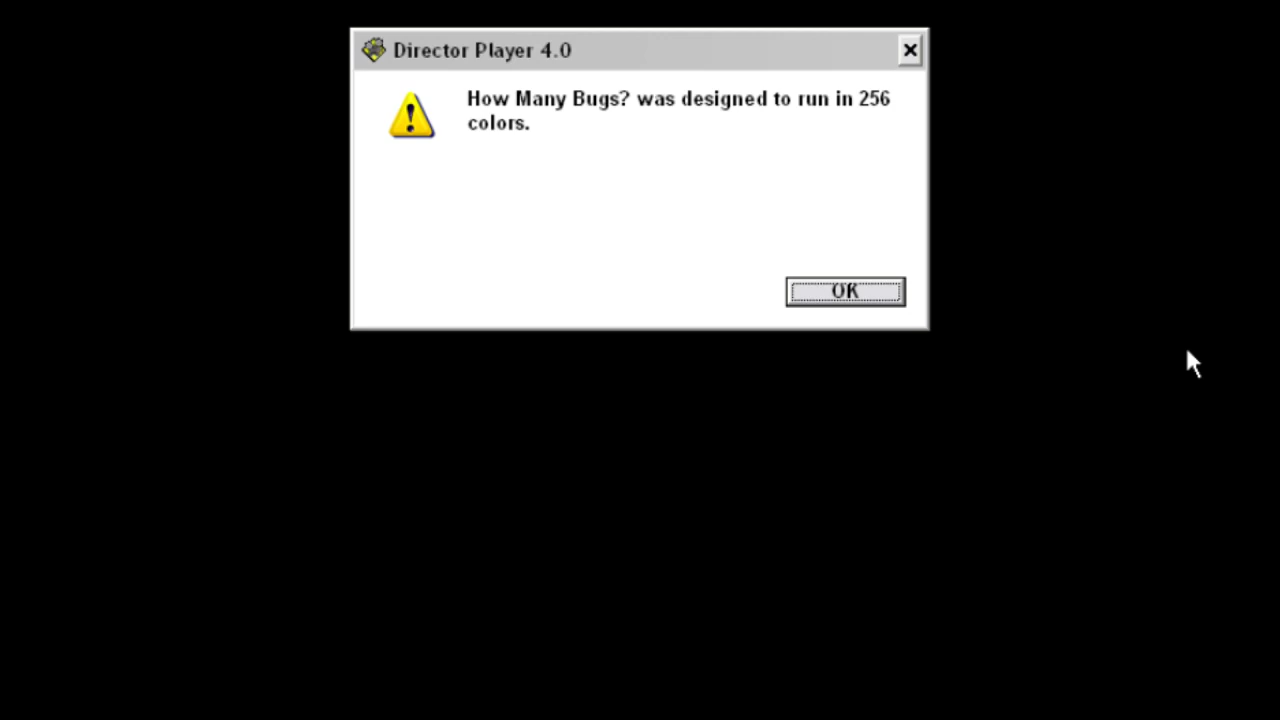 Director Player 4.0
How Many Bugs? was designed to run in 256
colors.
OK